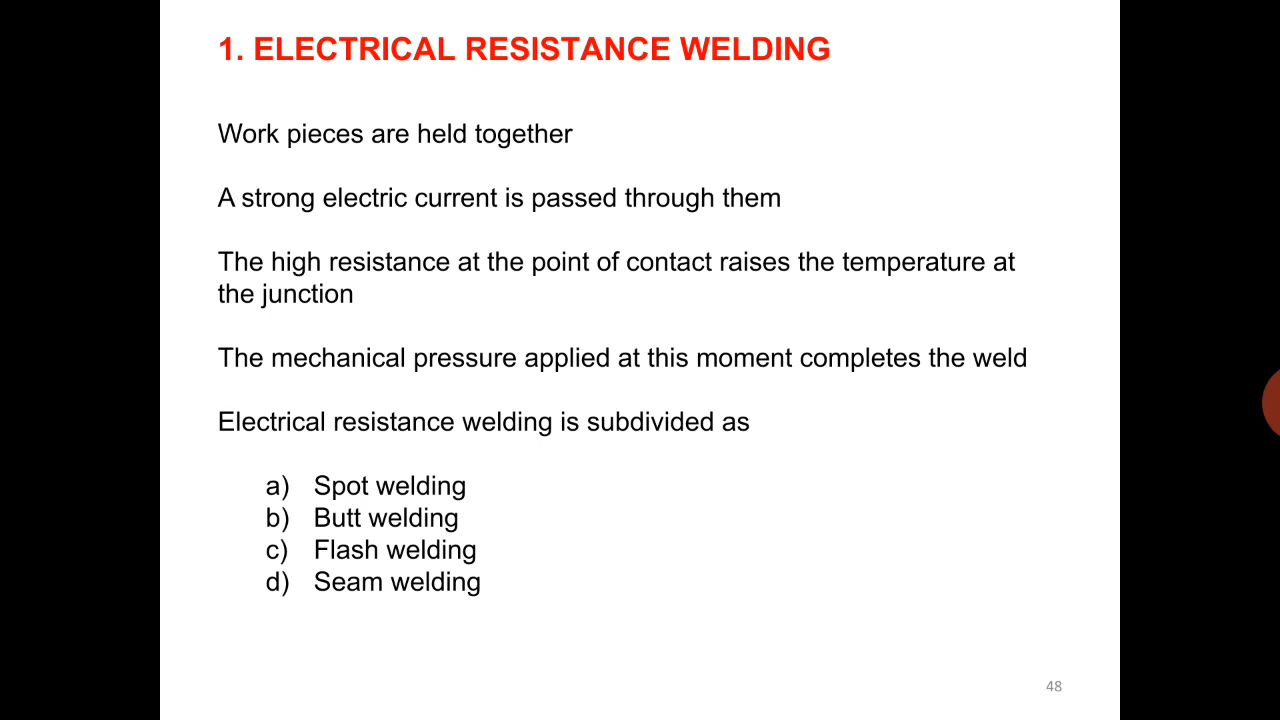 1. ELECTRICAL RESISTANCE WELDING
Work pieces are held together
A strong electric current is passed through them
The high resistance at the point of contact raises the temperature at
the junction
The mechanical pressure applied at this moment completes the weld
Electrical resistance welding is subdivided as
a) Spot welding
b) Butt welding
c) Flash welding
d) Seam welding
48